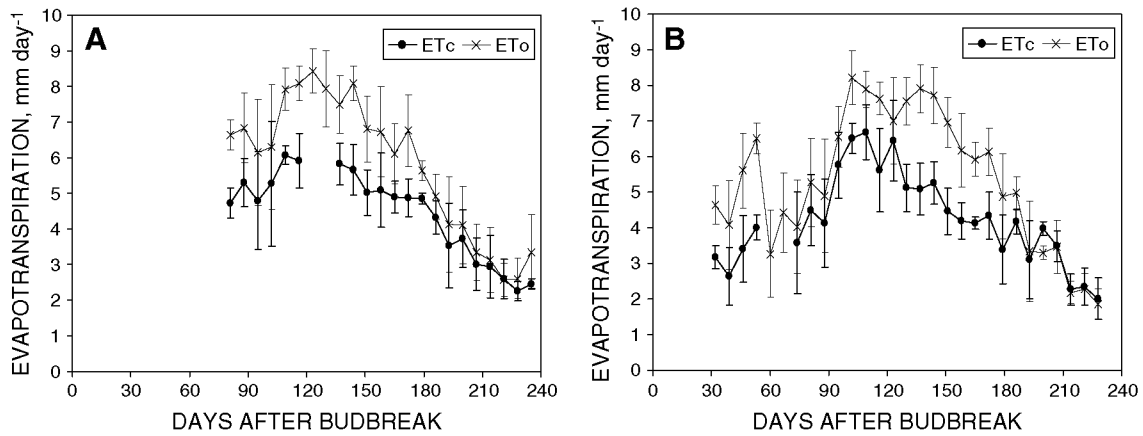 A
ETc ETo
EVAPOTRANSPIRATION, mm day-1
10
9
8
7
6
5
4
3
2
1
0
0 30 60 90 120 150 180 210 240
DAYS AFTER BUDBREAK
B
ETc ETo
EVAPOTRANSPIRATION, mm day-1
10
9
8
7
6
5
4
3
2
1
0
0 30 60 90 120 150 180 210 240
DAYS AFTER BUDBREAK